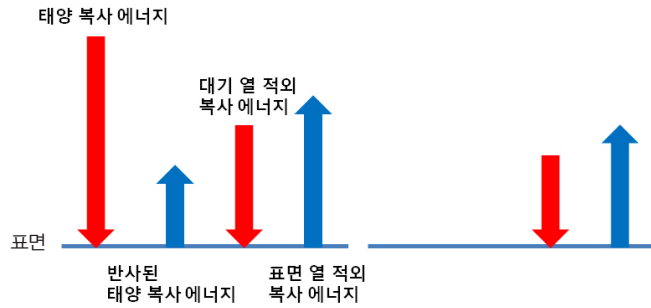 태양 복사 에너지
대기 열 적외
복사 에너지
표면
반사된
태양 복사 에너지
표면 열 적외
복사 에너지